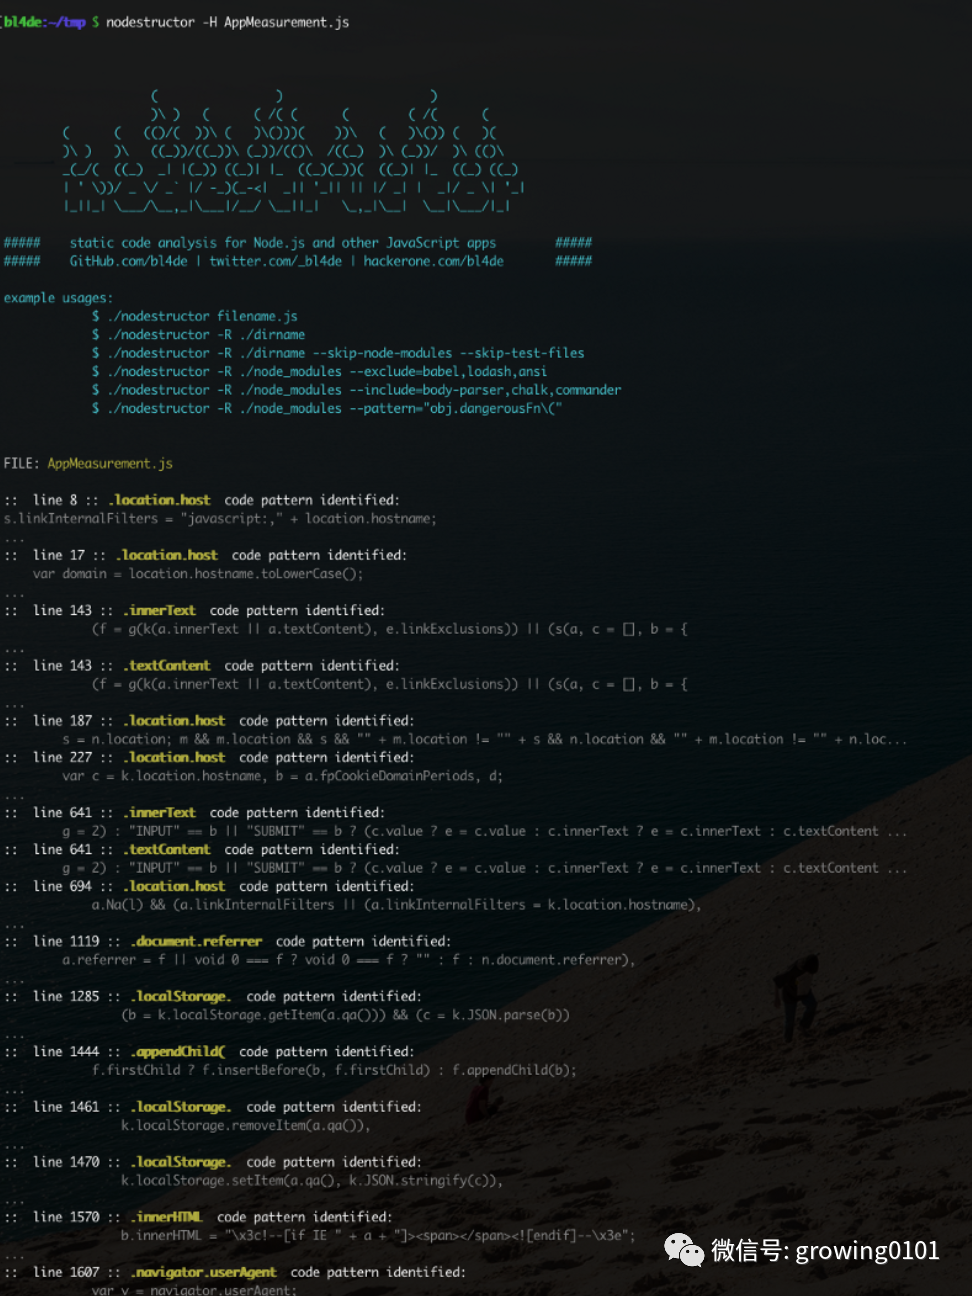 [bl4de:~/tmp $ nodestructor -H AppMeasurement.js
##### static code analysis for Node.js and other JavaScript apps #####
##### GitHub.com/bl4de | twitter.com/_bl4de | hackerone.com/bl4de #####
example usages:
$ ./nodestructor filename.js
$ ./nodestructor -R ./dirname
$ ./nodestructor -R ./dirname --skip-node-modules --skip-test-files
$ ./nodestructor -R ./node_modules --exclude=babel,lodash,ansi
$ ./nodestructor -R ./node_modules --include=body-parser,chalk,commander
$ ./nodestructor -R ./node_modules --pattern="obj.dangerousFn\("
FILE: AppMeasurement.js
:: line 8 :: .location.host code pattern identified:
s.linkInternalFilters = "javascript:," + location.hostname;
...
:: line 17 :: .location.host code pattern identified:
var domain = location.hostname.toLowerCase();
...
:: line 143 :: .innerText code pattern identified:
(f = g(k(a.innerText || a.textContent), e.linkExclusions)) || (s(a, c = [], b = {
...
:: line 143 :: .textContent code pattern identified:
(f = g(k(a.innerText || a.textContent), e.linkExclusions)) || (s(a, c = [], b = {
...
:: line 187 :: .location.host code pattern identified:
s = n.location; m && m.location && s && "" + m.location != "" + s && n.location && "" + m.location != "" + n.loc...
:: line 227 :: .location.host code pattern identified:
var c = k.location.hostname, b = a.fpCookieDomainPeriods, d;
...
:: line 641 :: .innerText code pattern identified:
g = 2) : "INPUT" == b || "SUBMIT" == b ? (c.value ? e = c.value : c.innerText ? e = c.innerText : c.textContent ...
:: line 641 :: .textContent code pattern identified:
g = 2) : "INPUT" == b || "SUBMIT" == b ? (c.value ? e = c.value : c.innerText ? e = c.innerText : c.textContent ...
:: line 694 :: .location.host code pattern identified:
a.Na(l) && (a.linkInternalFilters || (a.linkInternalFilters = k.location.hostname),
...
:: line 1119 :: .document.referrer code pattern identified:
a.referrer = f || void 0 === f ? void 0 === f ? "" : f : n.document.referrer),
...
:: line 1285 :: .localStorage. code pattern identified:
(b = k.localStorage.getItem(a.qa())) && (c = k.JSON.parse(b))
...
:: line 1444 :: .appendChild( code pattern identified:
f.firstChild ? f.insertBefore(b, f.firstChild) : f.appendChild(b);
...
:: line 1461 :: .localStorage. code pattern identified:
k.localStorage.removeItem(a.qa()),
...
:: line 1470 :: .localStorage. code pattern identified:
k.localStorage.setItem(a.qa(), k.JSON.stringify(c)),
...
:: line 1570 :: .innerHTML code pattern identified:
b.innerHTML = "\x3c!--[if IE " + a + "]><span></span><![endif]--\x3e";
...
:: line 1607 :: .navigator.userAgent code pattern identified:
var v = navigator.userAgent;
微信号: growing0101